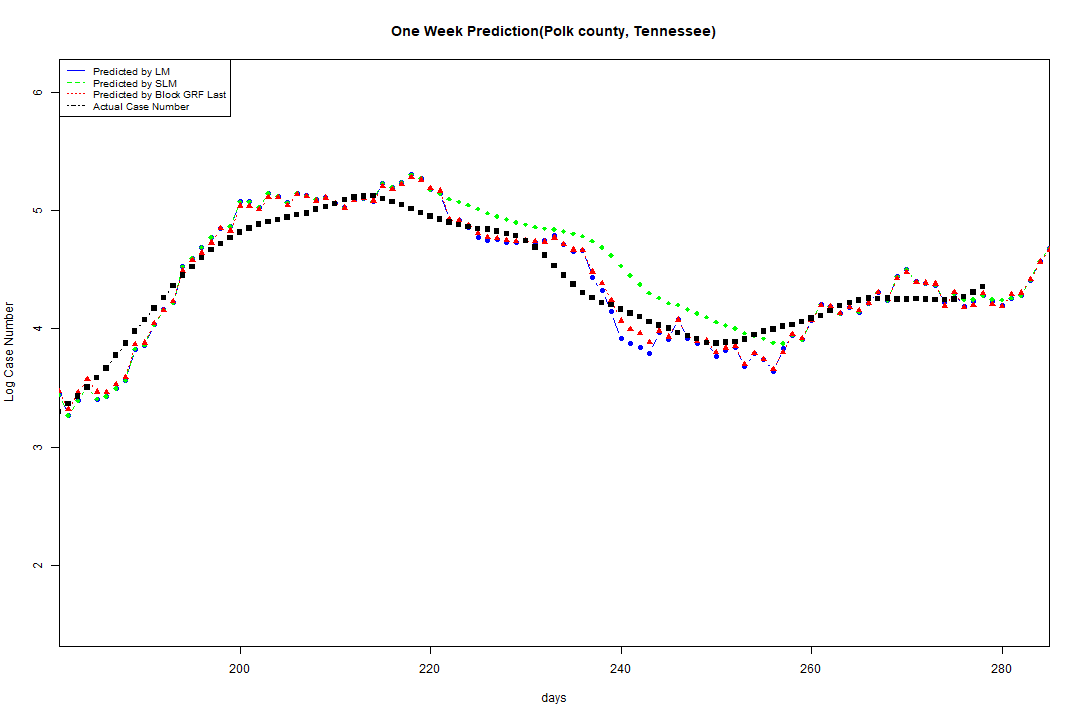 One Week Prediction(Polk county, Tennessee)
Predicted by LM
Predicted by SLM
Predicted by Block GRF Last
Actual Case Number
6
5
4
3
2
Log Case Number
200 220 240 260 280
days